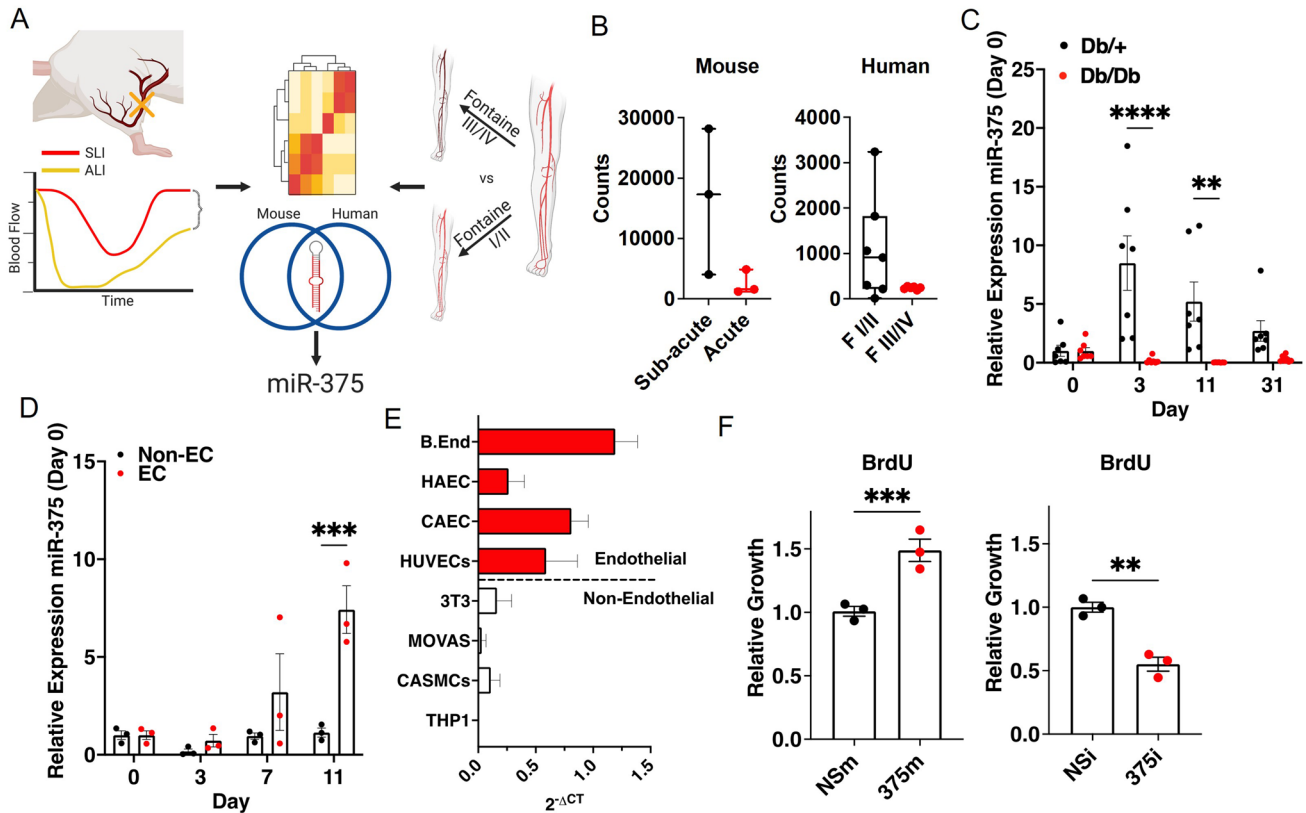 A
SLI
ALI
Blood Flow
Time
Mouse
Human
miR-375
Fontaine
III/IV
vs
Fontaine
I/II
B
Mouse
Counts
30000
20000
10000
0
Sub-acute
Acute
Human
Counts
4000
3000
2000
1000
0
F I/II
F III/IV
C
Db/+
Db/Db
Relative Expression miR-375 (Day 0)
25
20
15
10
5
0
****
**
0
3
11
31
Day
D
Non-EC
EC
Relative Expression miR-375 (Day 0)
15
10
5
0
***
0
3
7
11
Day
E
B.End
HAEC
CAEC
HUVECs
Endothelial
Non-Endothelial
3T3
MOVAS
CASMCs
THP1
0.0
0.5
1.0
1.5
2-ΔCT
F
BrdU
***
Relative Growth
1.5
1.0
0.5
0.0
NSm
375m
BrdU
**
Relative Growth
1.5
1.0
0.5
0.0
NSi
375i